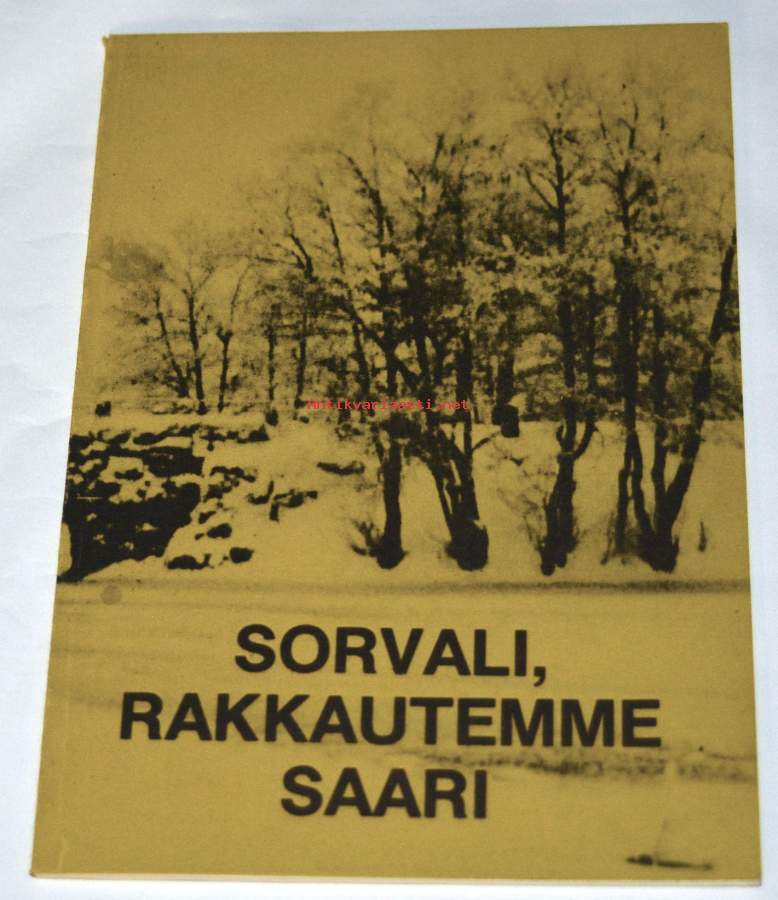 Antikvariaatti.net
SORVALI,
RAKKAUTEMME
SAARI